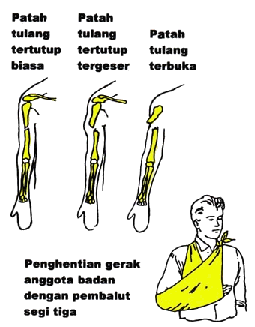 Patah
tulang
tertutup
biasa
Patah
tulang
tertutup
tergeser
Patah
tulang
terbuka
Penghentian gerak
anggota badan
dengan pembalut
segi tiga